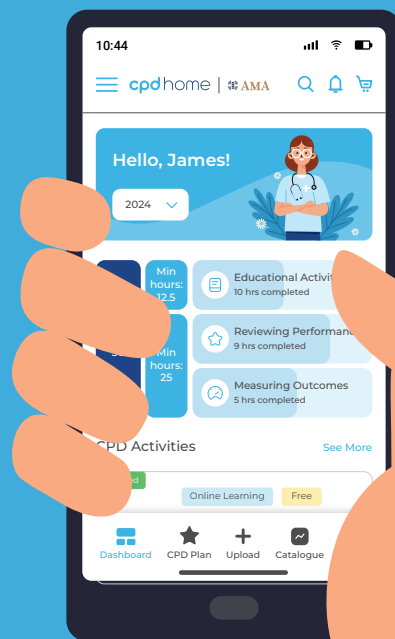 10:44
cpdhome | AMA
Hello, James!
2024
Min
hours:
12.5
Educational
10 hrs completed
Reviewing
9 hrs completed
Min
hours:
25
Measuring Outcomes
5 hrs completed
CPD Activities
See More
Online Learning
Free
Dashboard
CPD Plan
Upload
Catalogue